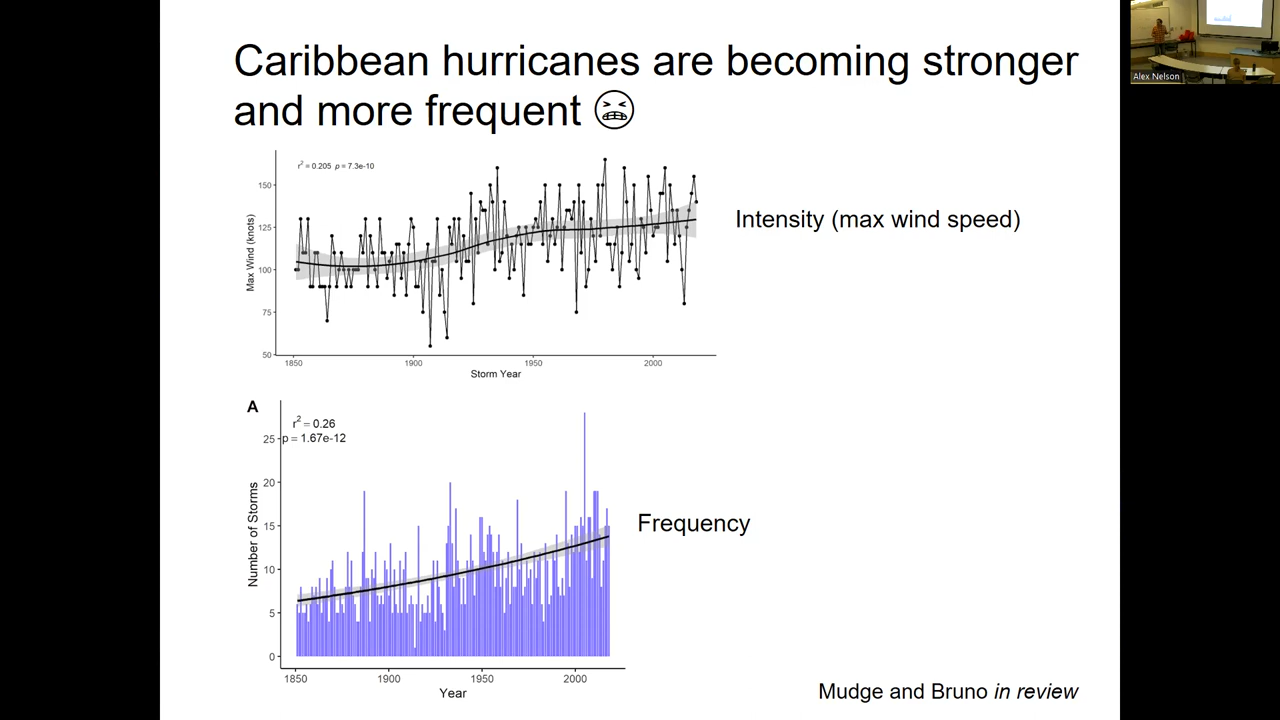 Caribbean hurricanes are becoming stronger
and more frequent 😫
r² = 0.205 p = 7.3e-10
150
125
100
75
50
Max Wind (knots)
1850 1900 1950 2000
Storm Year
Intensity (max wind speed)
A
r² = 0.26
p = 1.67e-12
25
20
15
10
5
0
Number of Storms
1850 1900 1950 2000
Year
Frequency
Mudge and Bruno in review
Alex Nelson